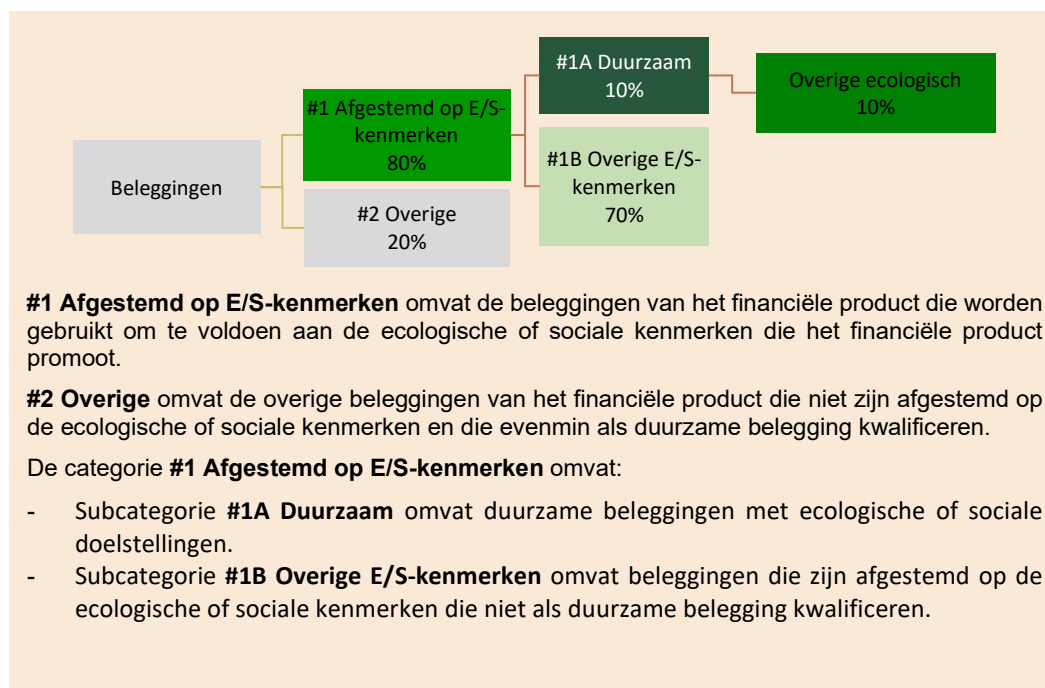 #1A Duurzaam
10%
Overige ecologisch
10%
#1 Afgestemd op E/S-
kenmerken
80%
#1B Overige E/S-
kenmerken
70%
Beleggingen
#2 Overige
20%
#1 Afgestemd op E/S-kenmerken omvat de beleggingen van het financiële product die worden
gebruikt om te voldoen aan de ecologische of sociale kenmerken die het financiële product
promoot.
#2 Overige omvat de overige beleggingen van het financiële product die niet zijn afgestemd op
de ecologische of sociale kenmerken en die evenmin als duurzame belegging kwalificeren.
De categorie #1 Afgestemd op E/S-kenmerken omvat:
- Subcategorie #1A Duurzaam omvat duurzame beleggingen met ecologische of sociale
doelstellingen.
- Subcategorie #1B Overige E/S-kenmerken omvat beleggingen die zijn afgestemd op de
ecologische of sociale kenmerken die niet als duurzame belegging kwalificeren.